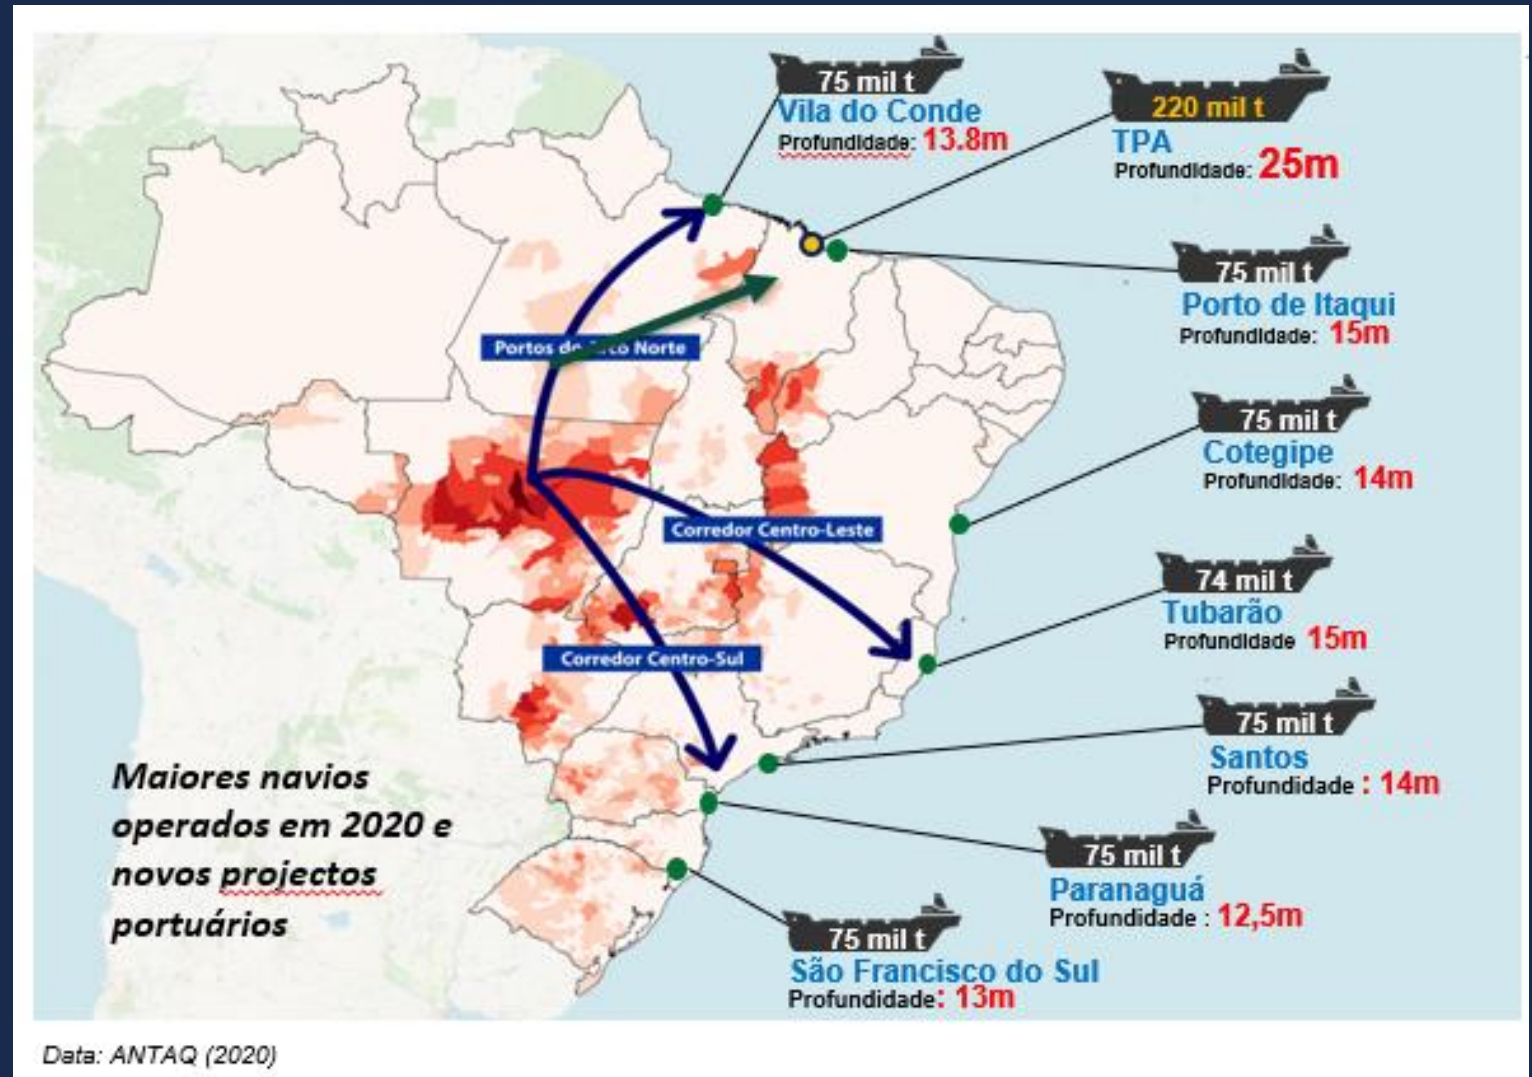 75 mil t
Vila do Conde
Profundidade: 13.8m
220 mil t
TPA
Profundidade: 25m
75 mil t
Porto de Itaqui
Profundidade: 15m
Portos do Arco Norte
75 mil t
Cotegipe
Profundidade: 14m
Corredor Centro-Leste
74 mil t
Tubarão
Profundidade 15m
Corredor Centro-Sul
75 mil t
Santos
Profundidade : 14m
Maiores navios
operados em 2020 e
novos projectos
portuários
75 mil t
Paranaguá
Profundidade : 12,5m
75 mil t
São Francisco do Sul
Profundidade: 13m
Data: ANTAQ (2020)